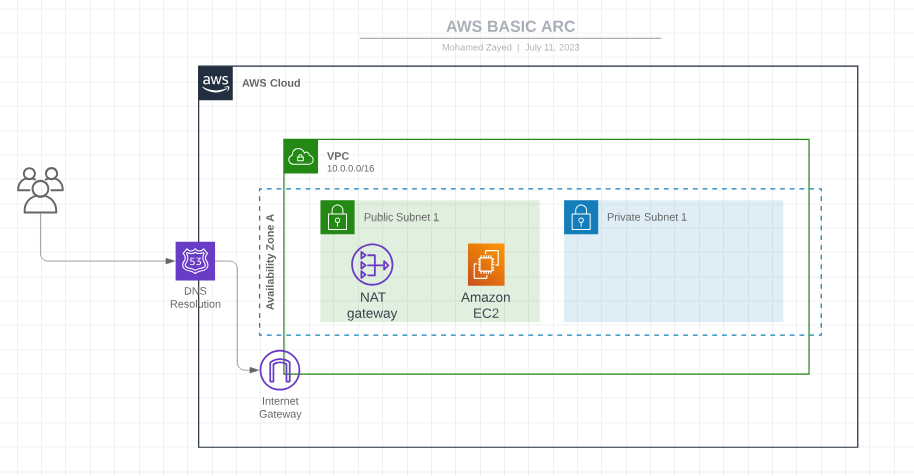 AWS BASIC ARC
Mohamed Zayed | July 11, 2023
aws
AWS Cloud
VPC
10.0.0.0/16
Availability Zone A
Public Subnet 1
Private Subnet 1
NAT
gateway
Amazon
EC2
53
DNS
Resolution
Internet
Gateway